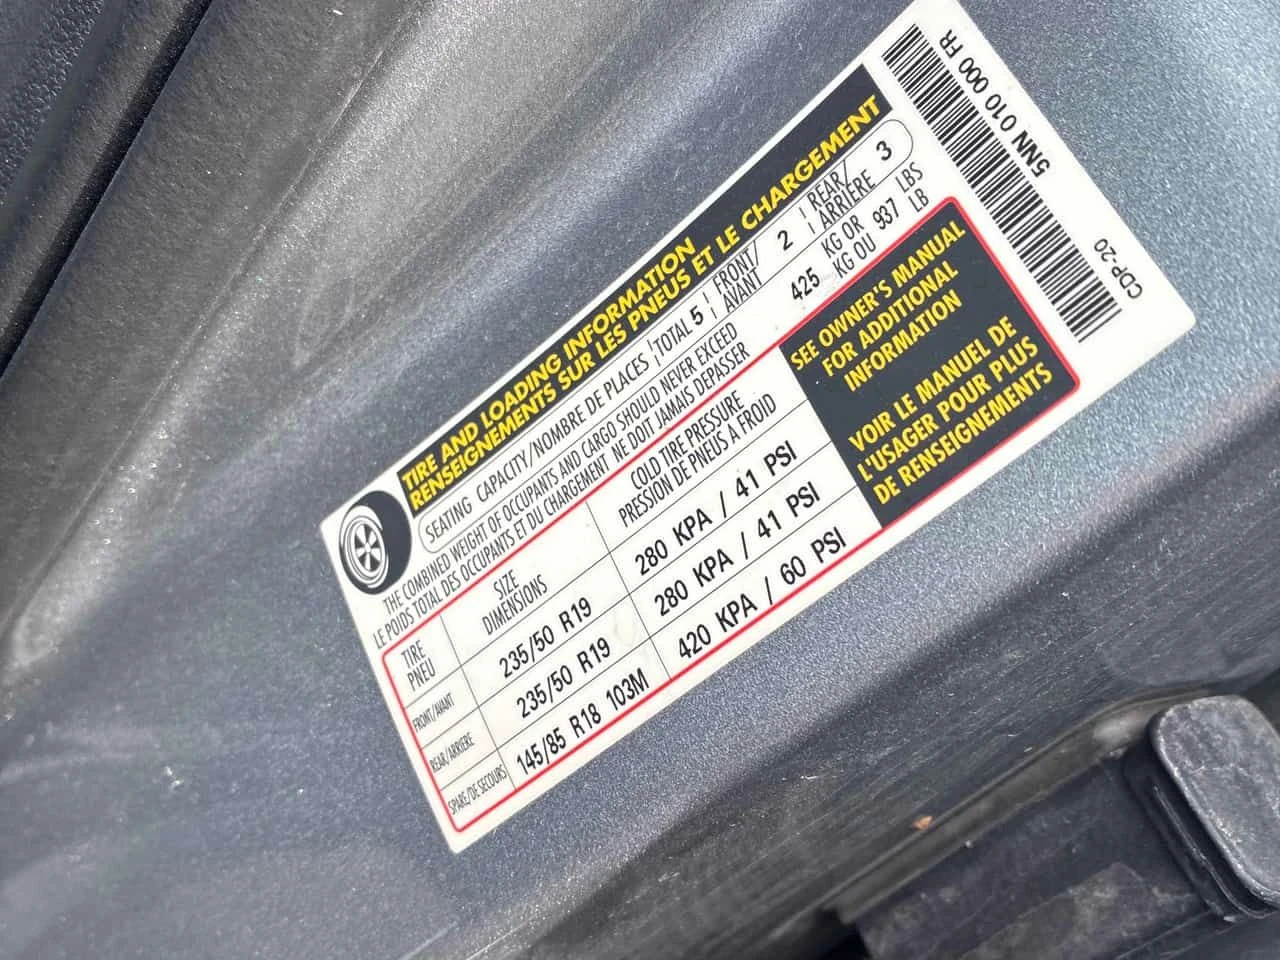 TIRE AND LOADING INFORMATION
RENSEIGNEMENTS SUR LES PNEUS ET LE CHARGEMENT
SEATING CAPACITY/NOMBRE DE PLACES TOTAL 5 FRONT/ AVANT 2 REAR/ ARRIÈRE 3
THE COMBINED WEIGHT OF OCCUPANTS AND CARGO SHOULD NEVER EXCEED 425 KG OR 937 LBS
LE POIDS TOTAL DES OCCUPANTS ET DU CHARGEMENT NE DOIT JAMAIS DEPASSER KG OU LB
TIRE SIZE COLD TIRE PRESSURE
PNEU DIMENSIONS PRESSION DE PNEUS À FROID
FRONT/AVANT 235/50 R19 280 KPA / 41 PSI
REAR/ARRIERE 235/50 R19 280 KPA / 41 PSI
SPARE/DE SECOURS 145/85 R18 103M 420 KPA / 60 PSI
SEE OWNER'S MANUAL
FOR ADDITIONAL
INFORMATION
VOIR LE MANUEL DE
L'USAGER POUR PLUS
DE RENSEIGNEMENTS
5NN 010 000 FR
CDP-20